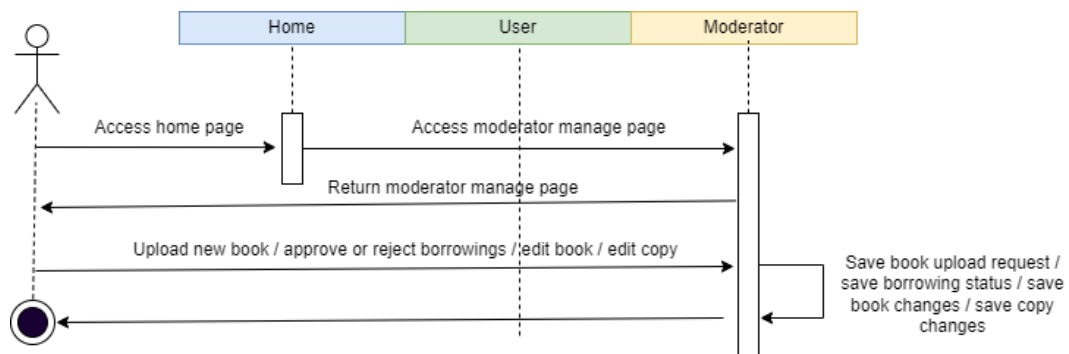 Home
User
Moderator
Access home page
Access moderator manage page
Return moderator manage page
Upload new book / approve or reject borrowings / edit book / edit copy
Save book upload request /
save borrowing status / save
book changes / save copy
changes